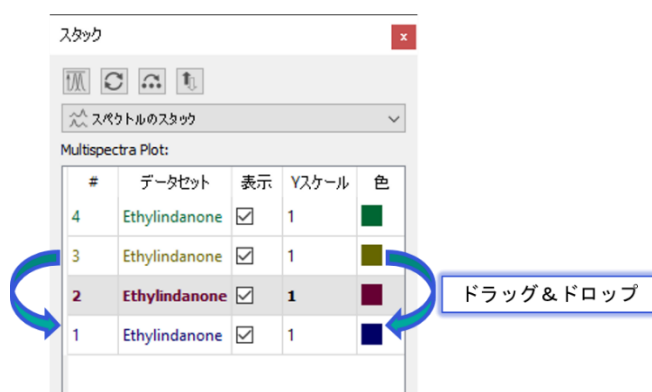 スタック
x
スペクトルのスタック
Multispectra Plot:
# データセット 表示 Yスケール 色
4 Ethylindanone 1
3 Ethylindanone 1
2 Ethylindanone 1
1 Ethylindanone 1
ドラッグ&ドロップ